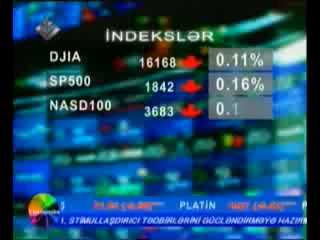 İNDEKSLƏR
DJIA 16168 0.11%
SP500 1842 0.16%
NASD100 3683 0.1
PLATİN
STİMULLAŞDIRICI TƏDBİRLƏRİNİ GÜCLƏNDİRMƏYƏ HAZIR